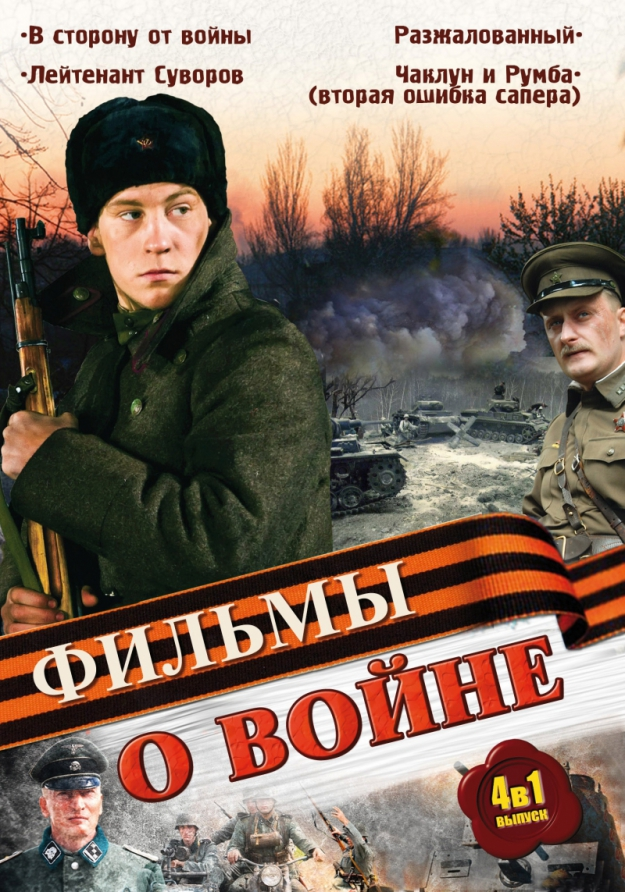 •В сторону от войны
•Лейтенант Суворов
Разжалованный•
Чаклун и Румба•
(вторая ошибка сапера)
ФИЛЬМЫ
О ВОЙНЕ
4в1
ВЫПУСК